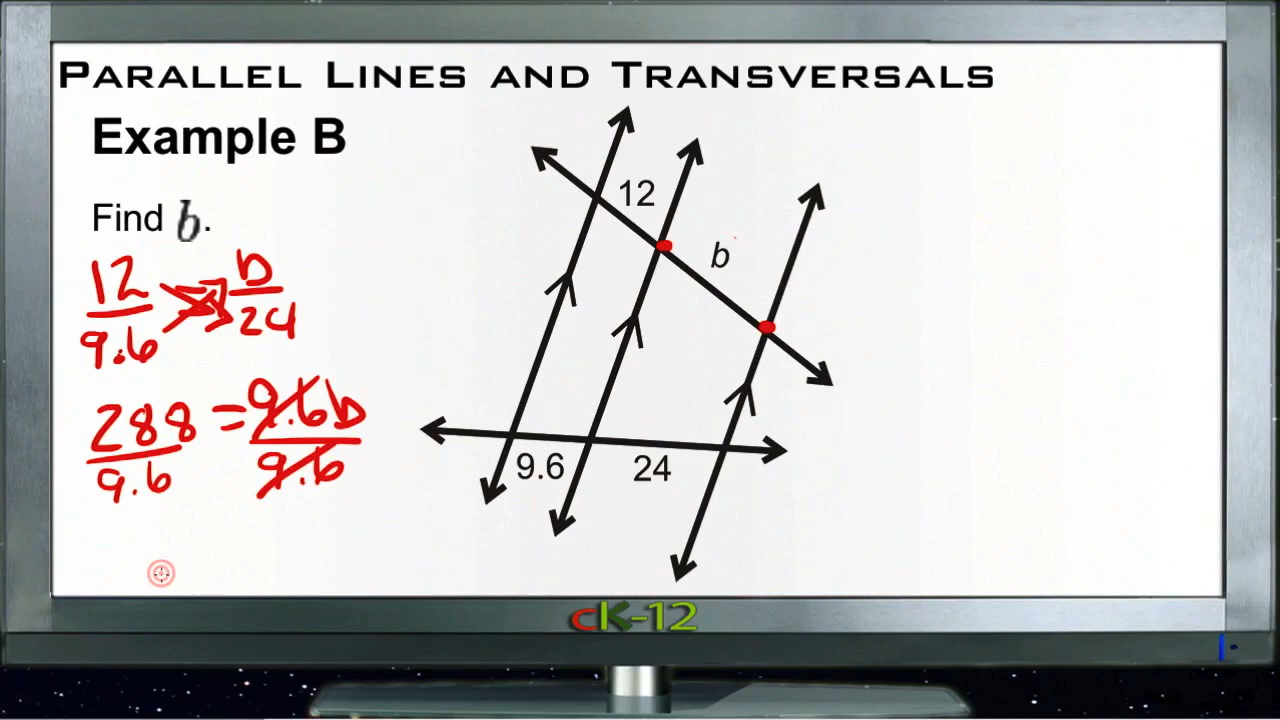 PARALLEL LINES AND TRANSVERSALS
Example B
Find b.
12/9.6 b/24
288/9.6 = 9.6b/9.6
12
b
9.6
24
cK-12